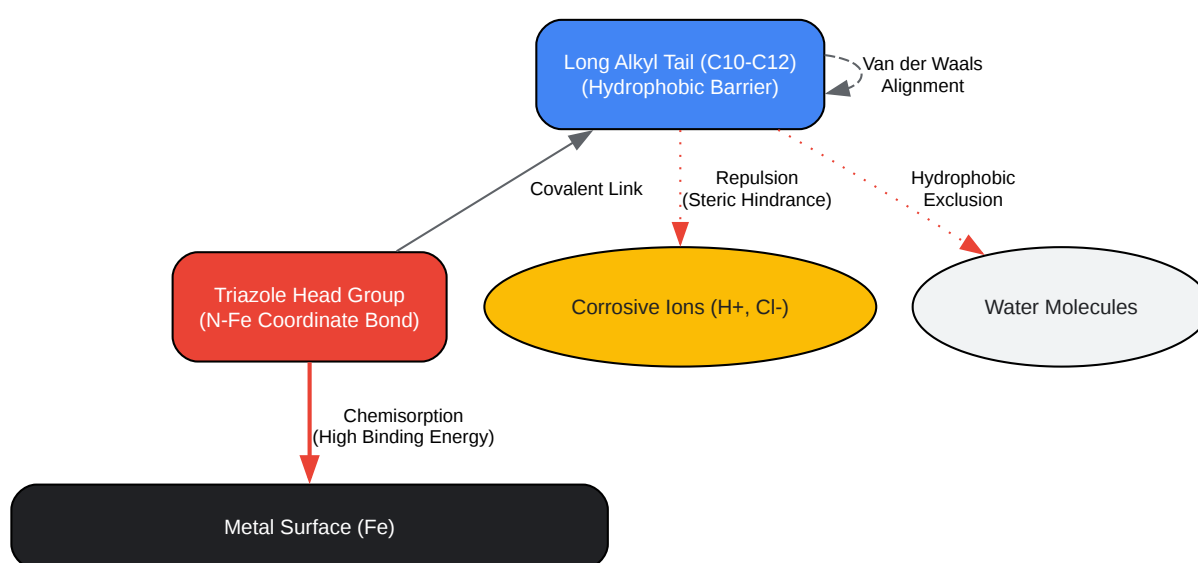 Long Alkyl Tail (C10-C12)
(Hydrophobic Barrier)
Van der Waals
Alignment
Covalent Link
Repulsion
(Steric Hindrance)
Hydrophobic
Exclusion
Triazole Head Group
(N-Fe Coordinate Bond)
Corrosive Ions (H+, Cl-)
Water Molecules
Chemisorption
(High Binding Energy)
Metal Surface (Fe)